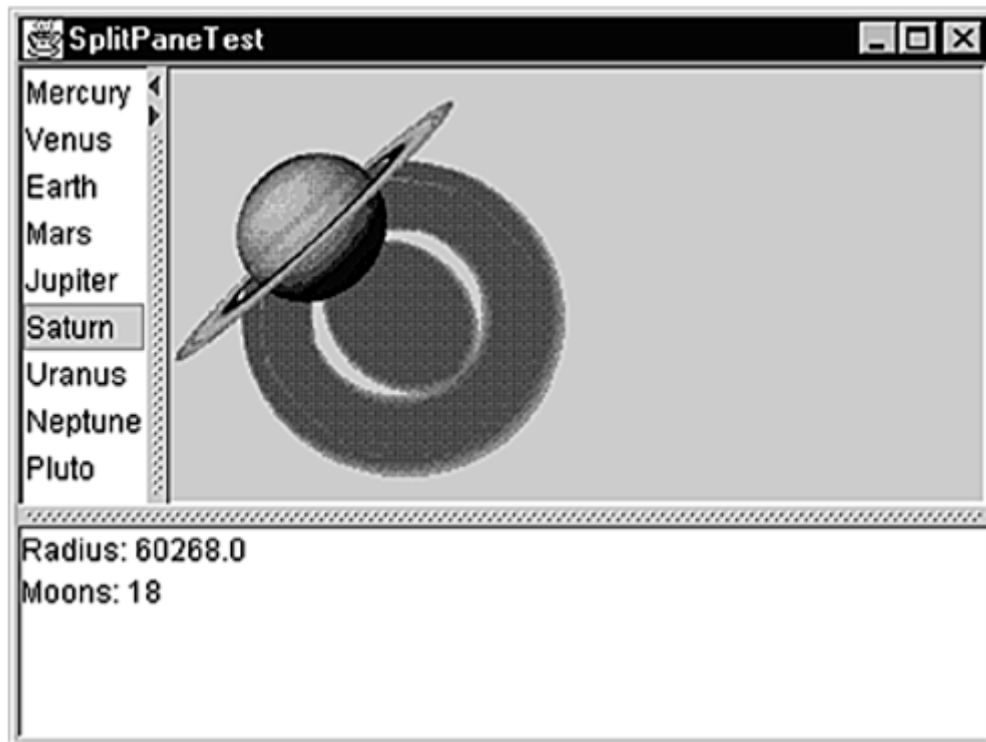 SplitPaneTest
Mercury
Venus
Earth
Mars
Jupiter
Saturn
Uranus
Neptune
Pluto
Radius: 60268.0
Moons: 18